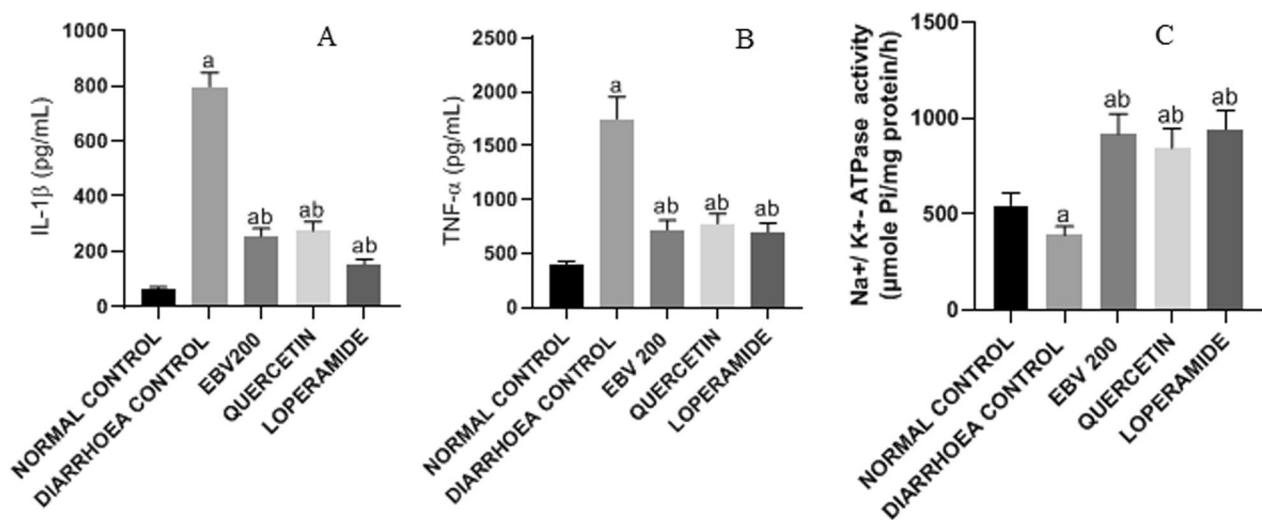 A
IL-1β (pg/mL)
1000
800
600
400
200
0
a
ab
ab
ab
NORMAL CONTROL
DIARRHOEA CONTROL
EBV200
QUERCETIN
LOPERAMIDE
B
TNF-α (pg/mL)
2500
2000
1500
1000
500
0
a
ab
ab
ab
NORMAL CONTROL
DIARRHOEA CONTROL
EBV 200
QUERCETIN
LOPERAMIDE
C
Na+/ K+- ATPase activity
(µmole Pi/mg protein/h)
1500
1000
500
0
a
ab
ab
ab
NORMAL CONTROL
DIARRHOEA CONTROL
EBV 200
QUERCETIN
LOPERAMIDE